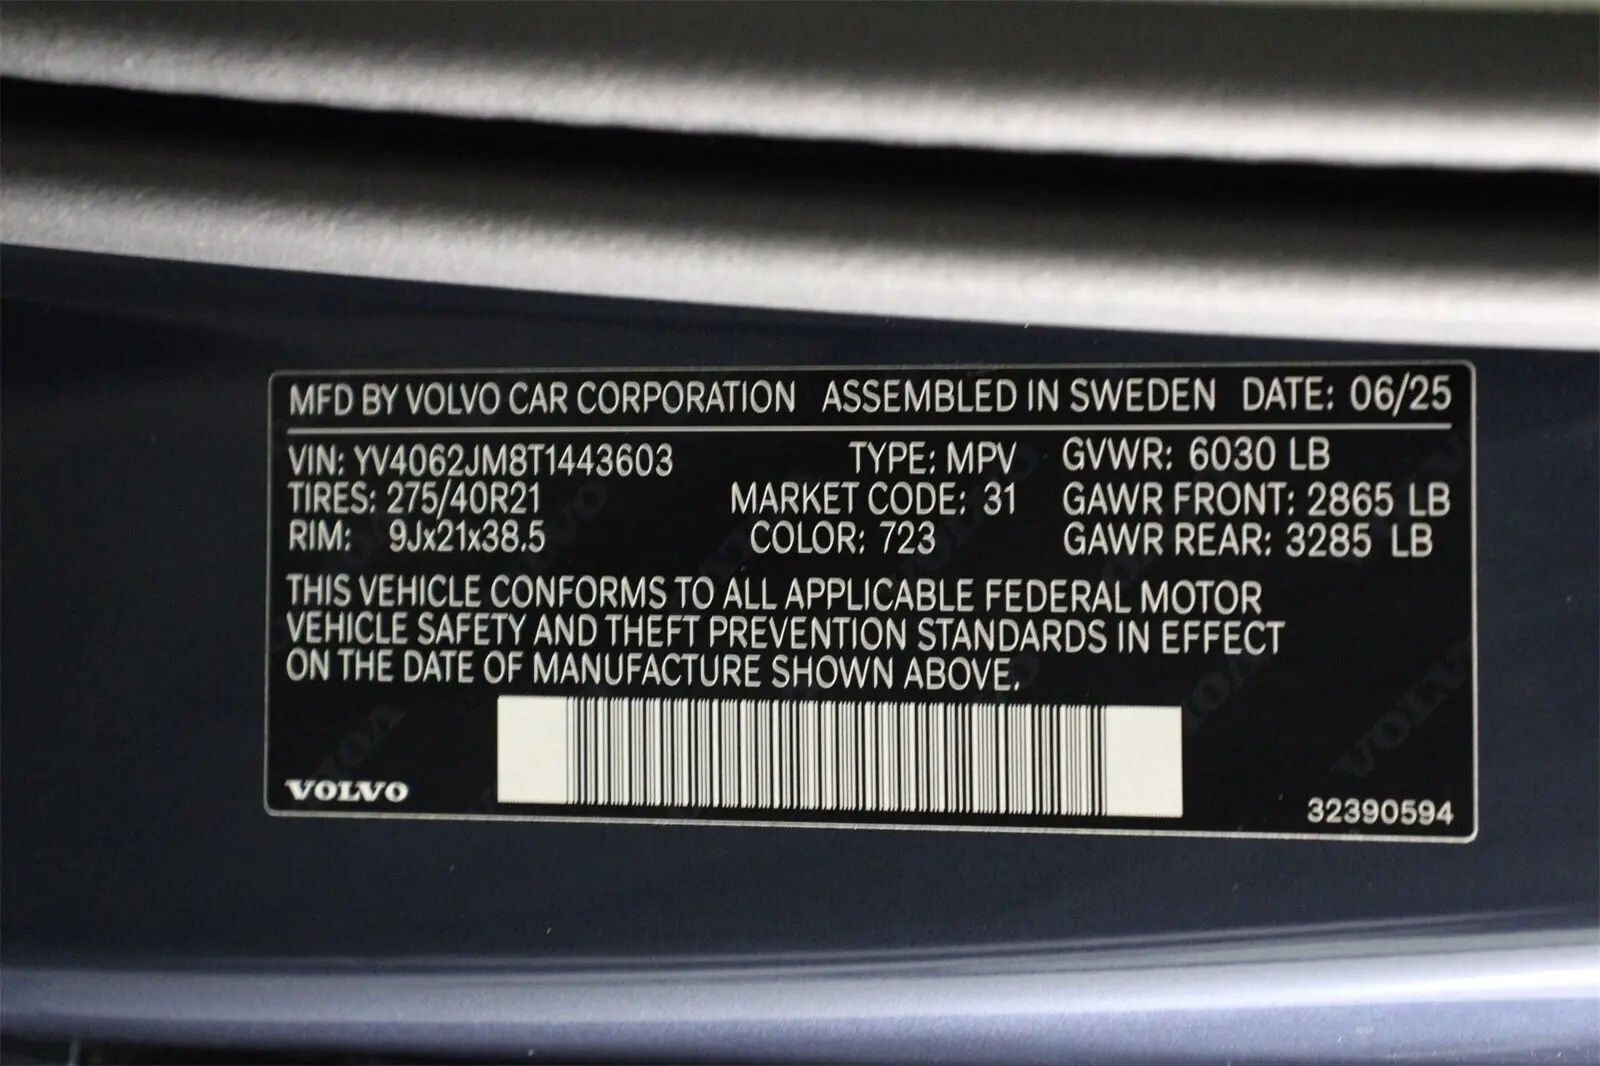 MFD BY VOLVO CAR CORPORATION ASSEMBLED IN SWEDEN DATE: 06/25
VIN: YV4062JM8T1443603 TYPE: MPV GVWR: 6030 LB
TIRES: 275/40R21 MARKET CODE: 31 GAWR FRONT: 2865 LB
RIM: 9Jx21x38.5 COLOR: 723 GAWR REAR: 3285 LB
THIS VEHICLE CONFORMS TO ALL APPLICABLE FEDERAL MOTOR
VEHICLE SAFETY AND THEFT PREVENTION STANDARDS IN EFFECT
ON THE DATE OF MANUFACTURE SHOWN ABOVE.
VOLVO 32390594